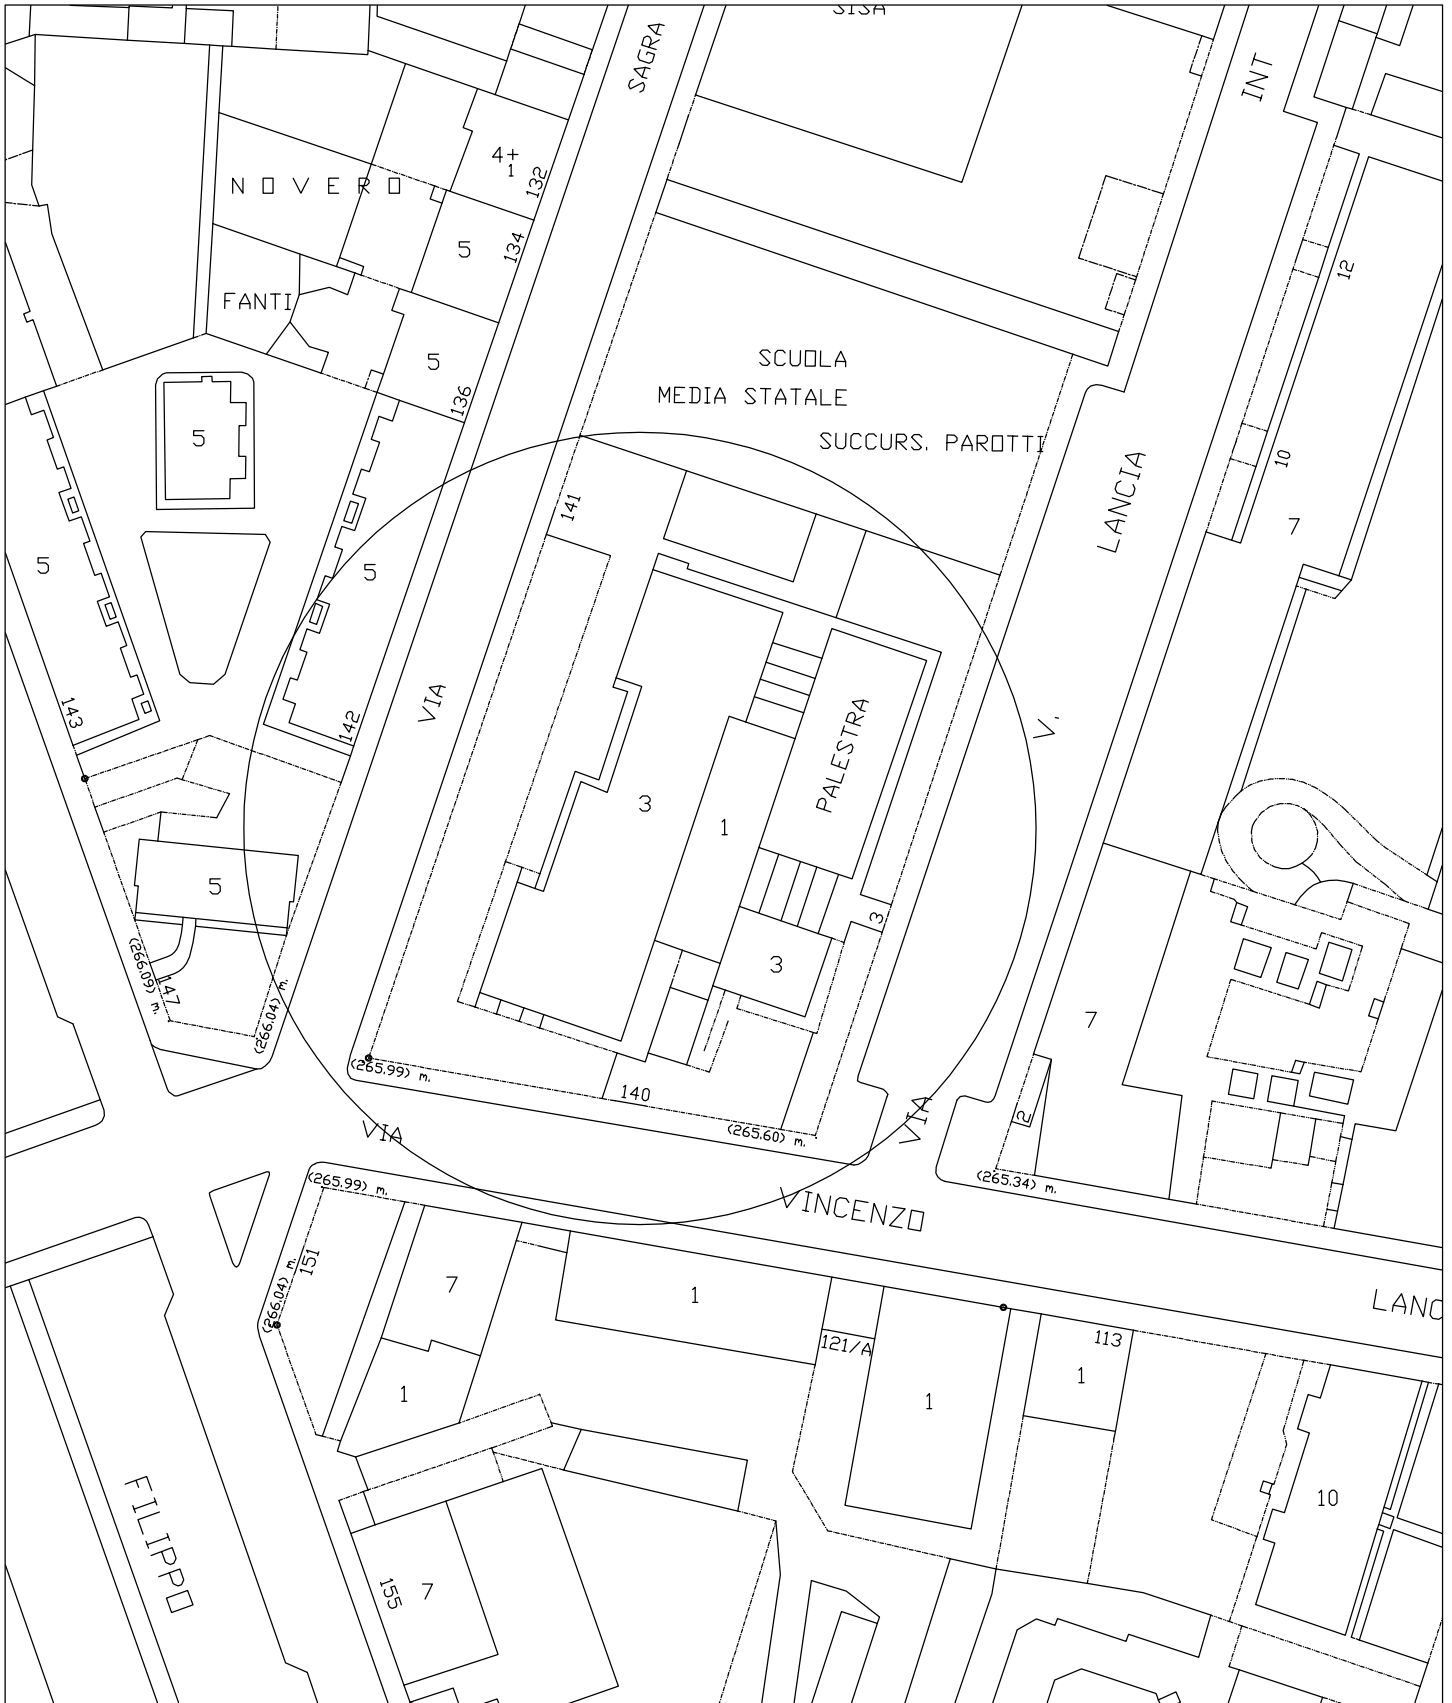 SISA
SAGRA
INT
4+
1
132
NOVERO
134
5
12
FANTI
5
136
SCUOLA
MEDIA STATALE
SUCCURS. PAROTTI
5
10
LANCIA
141
7
5
5
143
142
VIA
V.
PALESTRA
3
1
5
3
3
(266.09) m.
147
(266.04) m.
7
(265.99) m.
140
2
VIA
VIA
(265.60) m.
(265.99) m.
(265.34) m.
VINCENZO
151
(266.04) m.
7
1
LANC
121/A
113
1
1
1
10
FILIPPO
155
7